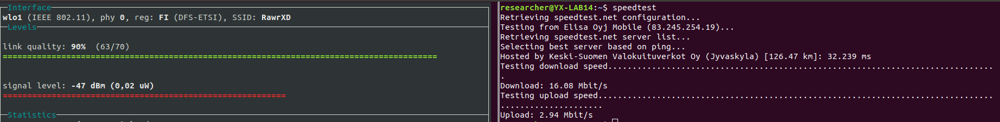 Interface
wlo1 (IEEE 802.11), phy 0, reg: FI (DFS-ETSI), SSID: RawrXD
Levels
link quality: 90%  (63/70)
================================================================================
signal level: -47 dBm (0,02 uW)
====================================================
Statistics
researcher@YX-LAB14:~$ speedtest
Retrieving speedtest.net configuration...
Testing from Elisa Oyj Mobile (83.245.254.19)...
Retrieving speedtest.net server list...
Selecting best server based on ping...
Hosted by Keski-Suomen Valokuituverkot Oy (Jyvaskyla) [126.47 km]: 32.239 ms
Testing download speed...............................................................................
.
Download: 16.08 Mbit/s
Testing upload speed.................................................................................
.....................
Upload: 2.94 Mbit/s